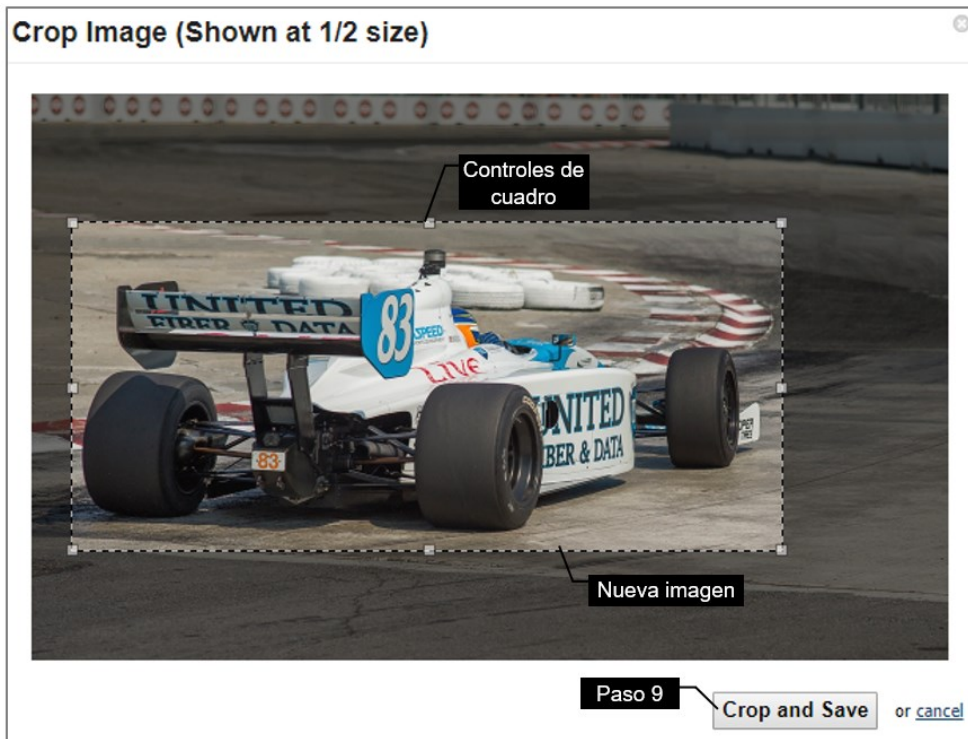 Crop Image (Shown at 1/2 size)
Controles de
cuadro
UNITED
FIBER & DATA
83
SPEED
LIVE
UNITED
FIBER & DATA
83
Nueva imagen
Paso 9
Crop and Save or cancel